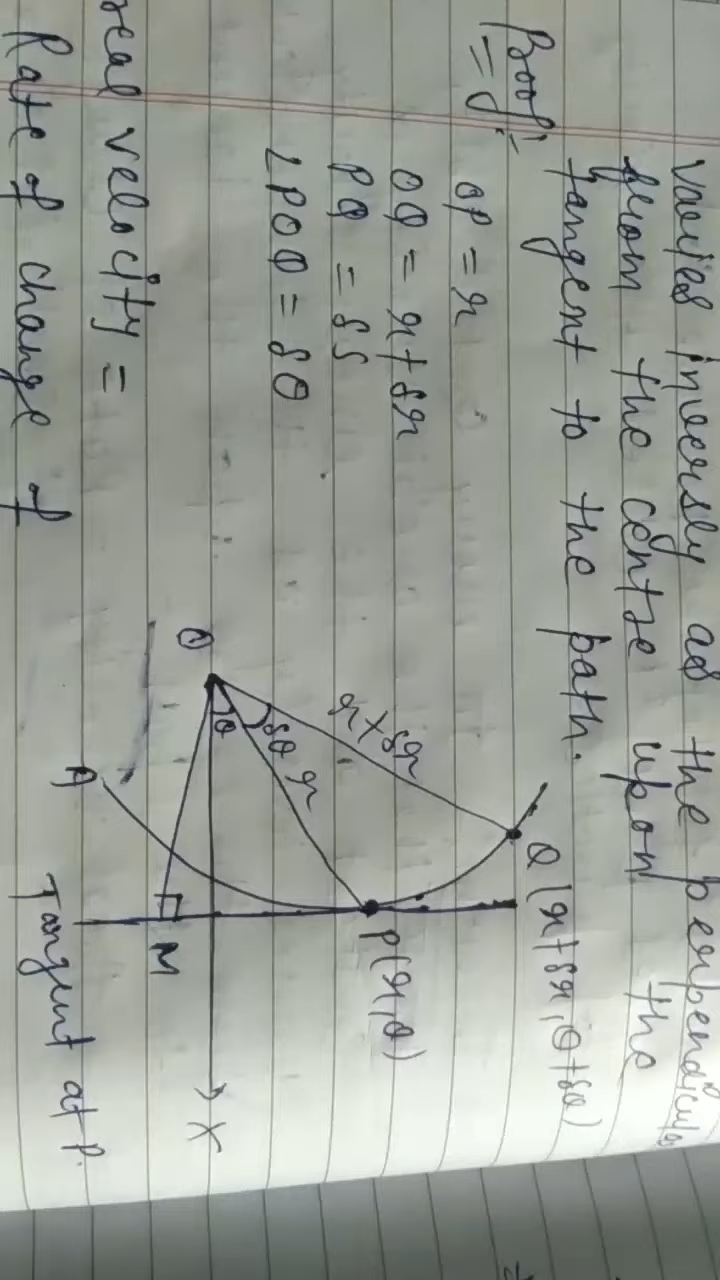 varies inversly as the perpendicular
from the centre upon the
tangent to the path.
Proof:-
OP = r
OQ = r+δr
PQ = δs
∠POQ = δθ
Q (r+δr, θ+δθ)
r+δr
P(r,θ)
δθ
r
θ
O
X
M
A
Tangent at P.
real velocity =
Rate of change of